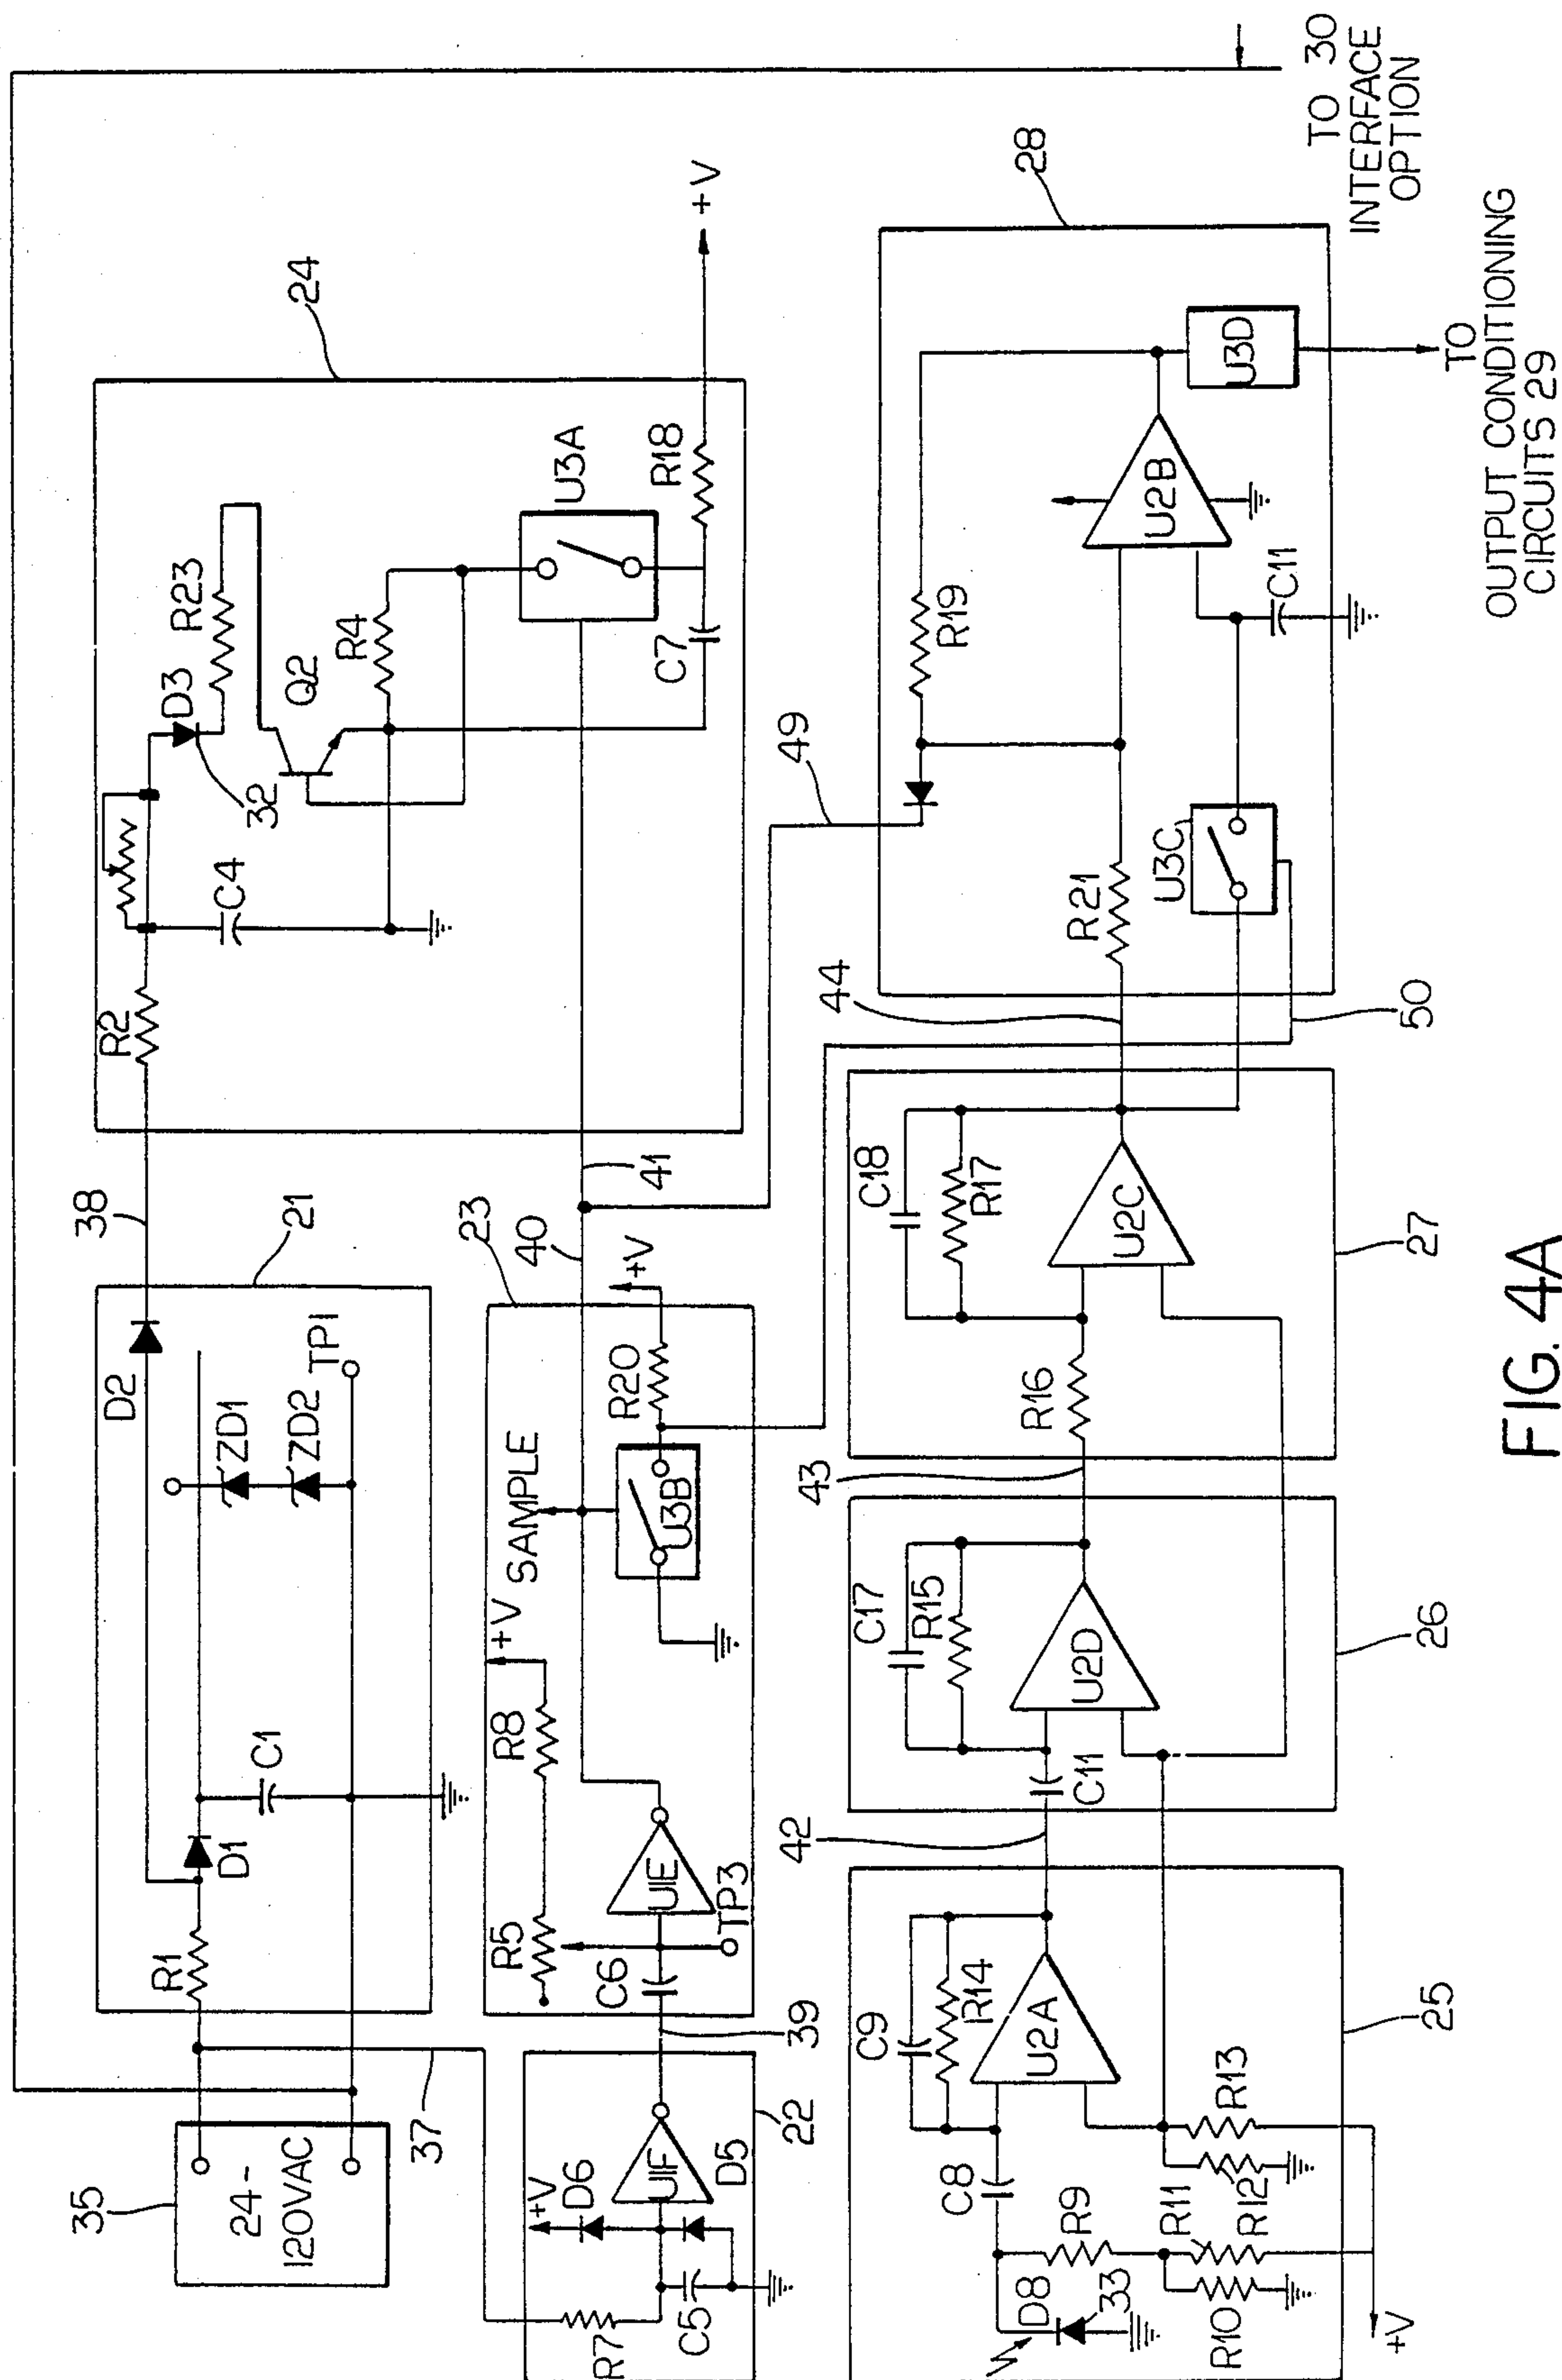 35
24-
120VAC
37
R1
D1
C1
D2
ZD1
ZD2
TP1
21
38
R2
C4
D3
32
R23
Q2
R4
U3A
C7
R18
+V
24
R7
C5
+V
D6
U1F
D5
22
39
C6
R5
R8
+V
TP3
U1E
SAMPLE
U3B
R20
+V
23
40
41
49
D8
33
R10
R9
R11
R12
R13
C8
+V
C9
R14
U2A
25
42
C11
C17
R15
U2D
26
43
R16
C18
R17
U2C
27
44
50
R21
U3C
R19
C11
U2B
U3D
28
TO 30
INTERFACE
OPTION
TO
OUTPUT CONDITIONING
CIRCUITS 29
FIG. 4A